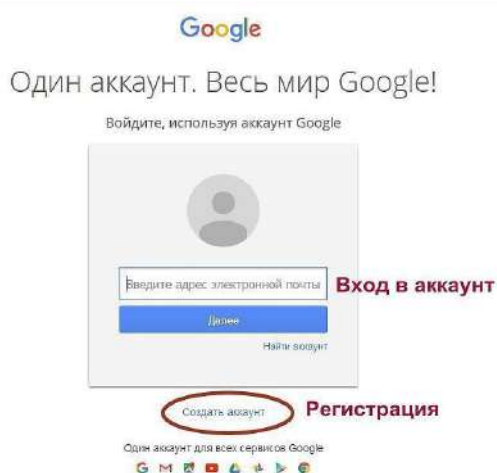 Google
Один аккаунт. Весь мир Google!
Войдите, используя аккаунт Google
Введите адрес электронной почты
Вход в аккаунт
Далее
Найти аккаунт
Создать аккаунт
Регистрация
Один аккаунт для всех сервисов Google